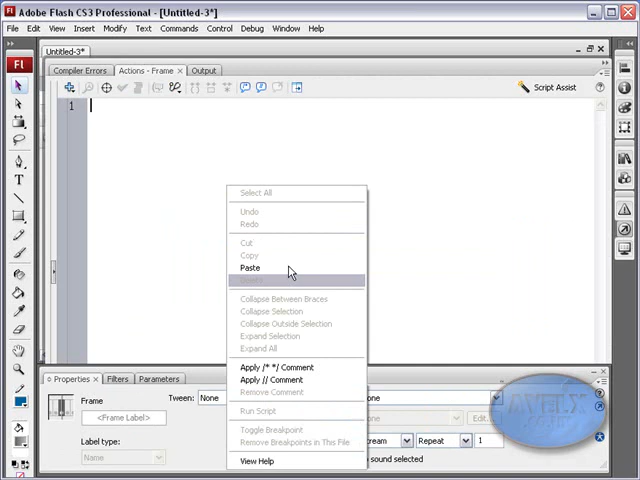 Adobe Flash CS3 Professional - [Untitled-3*]
File Edit View Insert Modify Text Commands Control Debug Window Help
Untitled-3*
Compiler Errors Actions - Frame Output
Script Assist
1
Select All
Undo
Redo
Cut
Copy
Paste
Collapse Between Braces
Collapse Selection
Collapse Outside Selection
Expand Selection
Expand All
Apply /* */ Comment
Apply // Comment
Remove Comment
Run Script
Toggle Breakpoint
Remove Breakpoints in This File
View Help
Properties Filters Parameters
Frame
<Frame Label>
Label type:
Name
Tween: None
one
Edit...
ream Repeat 1
o sound selected